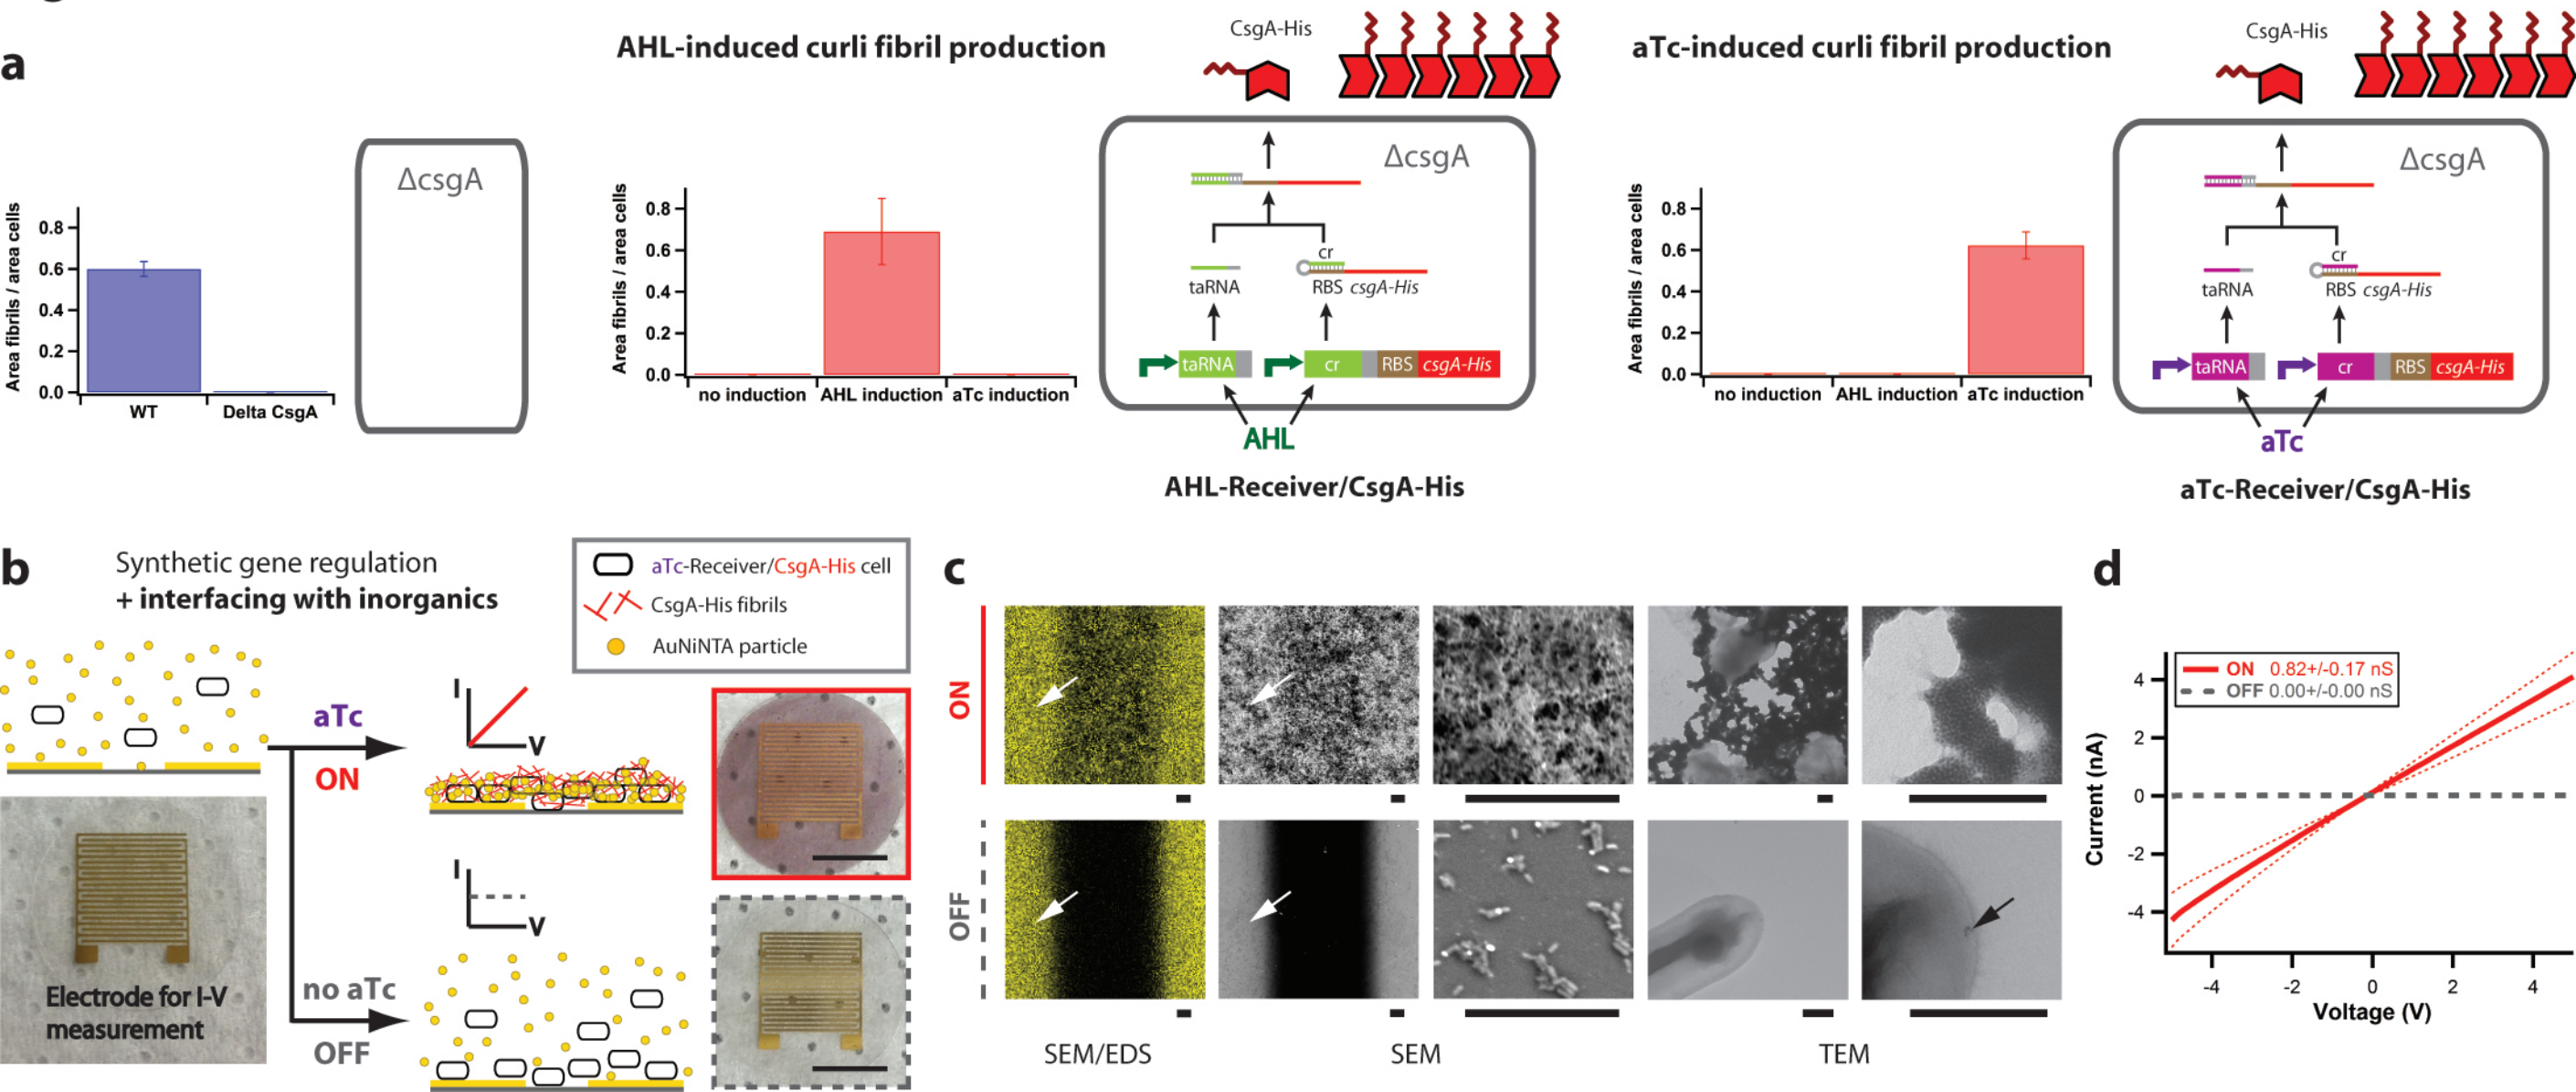 a
Area fibrils / area cells
0.8
0.6
0.4
0.2
0.0
WT
Delta CsgA
ΔcsgA
AHL-induced curli fibril production
Area fibrils / area cells
0.8
0.6
0.4
0.2
0.0
no induction
AHL induction
aTc induction
CsgA-His
ΔcsgA
cr
taRNA
RBS csgA-His
taRNA
cr
RBS
csgA-His
AHL
AHL-Receiver/CsgA-His
aTc-induced curli fibril production
Area fibrils / area cells
0.8
0.6
0.4
0.2
0.0
no induction
AHL induction
aTc induction
CsgA-His
ΔcsgA
cr
taRNA
RBS csgA-His
taRNA
cr
RBS
csgA-His
aTc
aTc-Receiver/CsgA-His
b
Synthetic gene regulation
+ interfacing with inorganics
aTc-Receiver/CsgA-His cell
CsgA-His fibrils
AuNiNTA particle
aTc
ON
I
V
Electrode for I-V
measurement
no aTc
OFF
I
V
c
ON
OFF
SEM/EDS
SEM
TEM
d
ON 0.82+/-0.17 nS
OFF 0.00+/-0.00 nS
Current (nA)
4
2
0
-2
-4
-4
-2
0
2
4
Voltage (V)